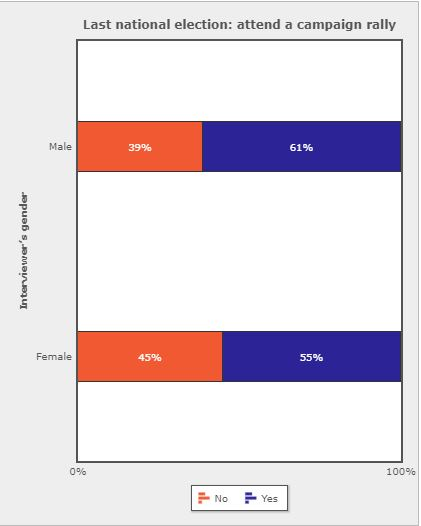 Last national election: attend a campaign rally
Interviewer's gender
Male
39%
61%
Female
45%
55%
0%
100%
No
Yes